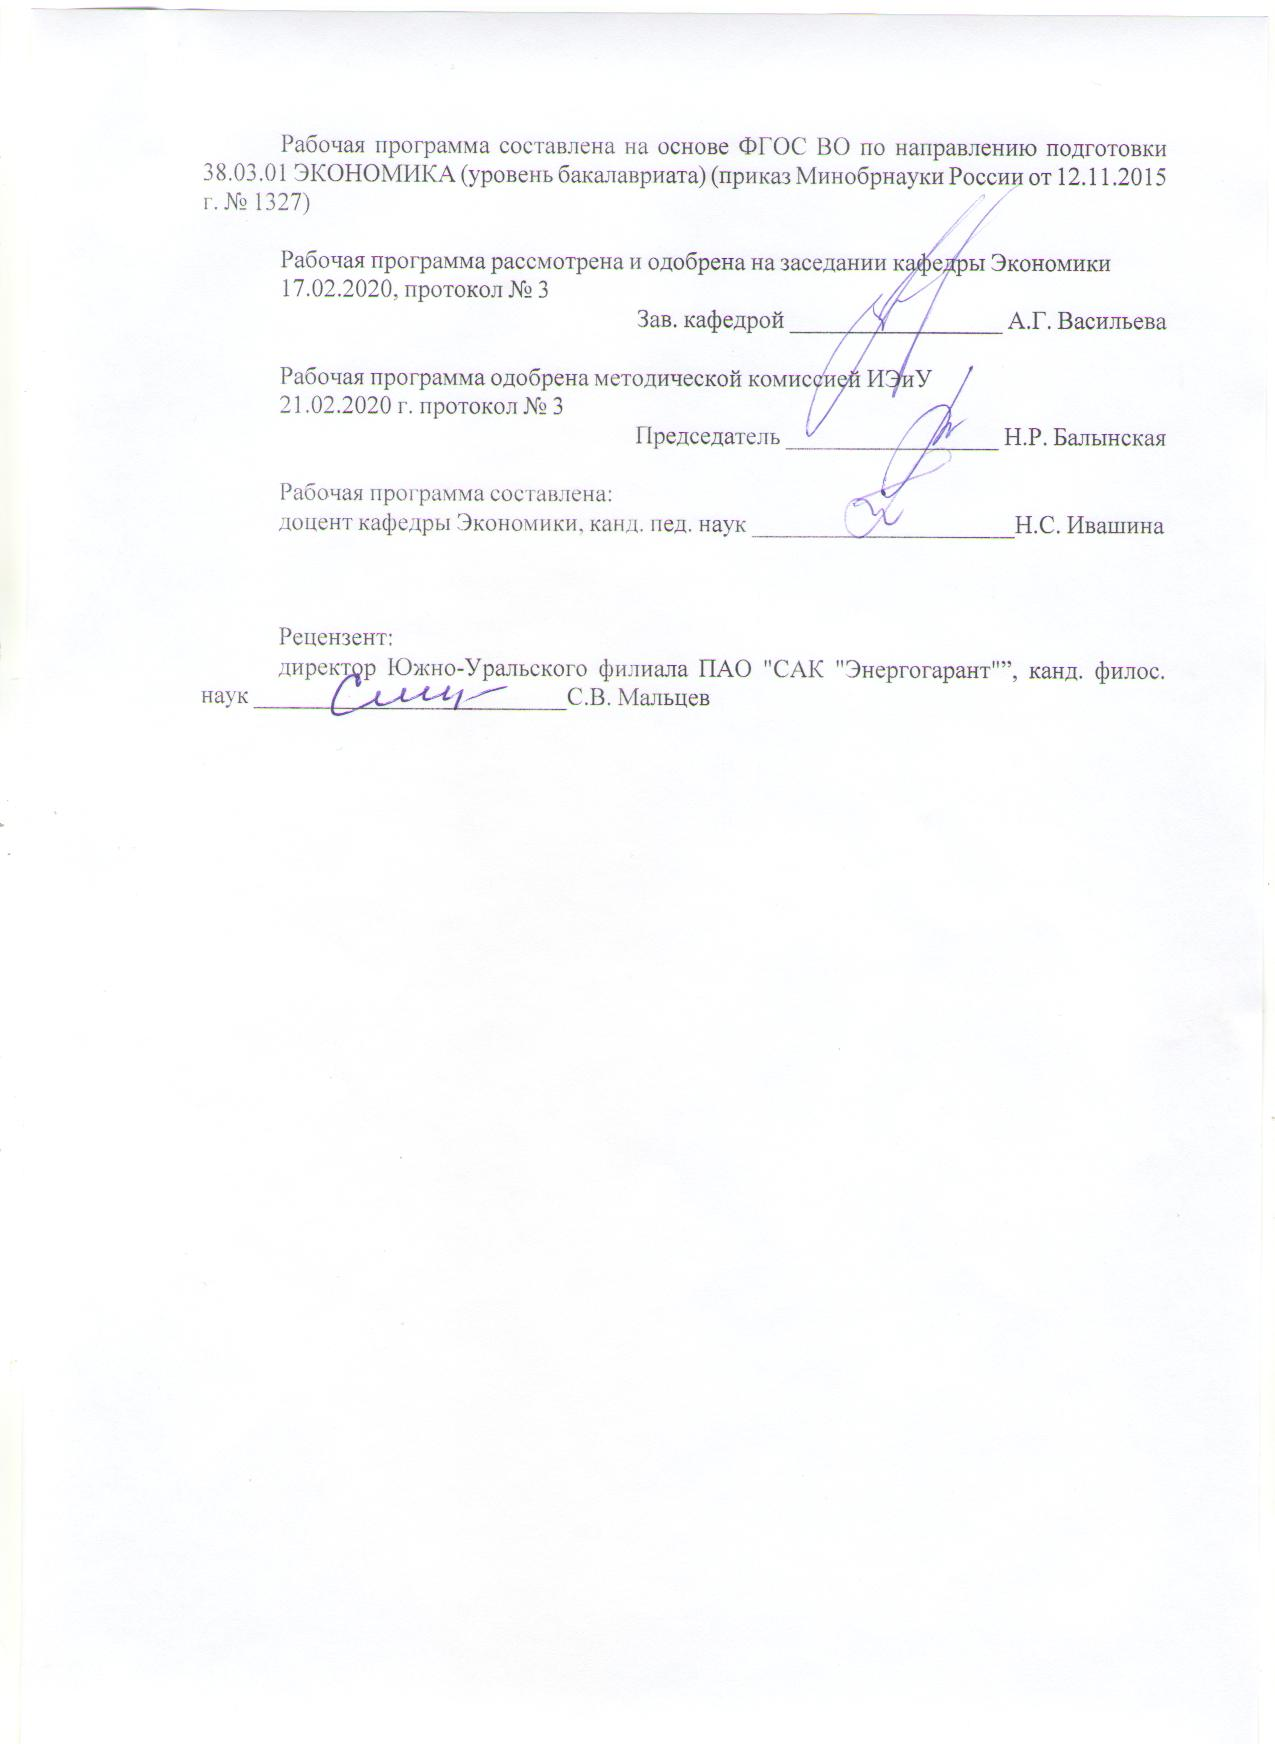 Рабочая программа составлена на основе ФГОС ВО по направлению подготовки
38.03.01 ЭКОНОМИКА (уровень бакалавриата) (приказ Минобрнауки России от 12.11.2015
г. № 1327)
Рабочая программа рассмотрена и одобрена на заседании кафедры Экономики
17.02.2020, протокол № 3
Зав. кафедрой _________________ А.Г. Васильева
Рабочая программа одобрена методической комиссией ИЭиУ
21.02.2020 г. протокол № 3
Председатель _________________ Н.Р. Балынская
Рабочая программа составлена:
доцент кафедры Экономики, канд. пед. наук _____________________Н.С. Ивашина
Рецензент:
директор Южно-Уральского филиала ПАО "САК "Энергогарант"”, канд. филос.
наук _________________________С.В. Мальцев